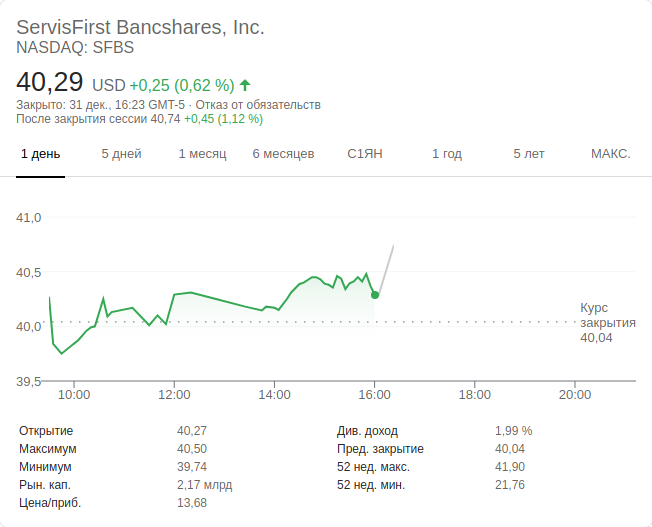 ServisFirst Bancshares, Inc.
NASDAQ: SFBS
40,29 USD +0,25 (0,62 %)
Закрыто: 31 дек., 16:23 GMT-5 · Отказ от обязательств
После закрытия сессии 40,74 +0,45 (1,12 %)
1 день 5 дней 1 месяц 6 месяцев С1ЯН 1 год 5 лет МАКС.
41,0
40,5
40,0
39,5
Курс
закрытия
40,04
10:00 12:00 14:00 16:00 18:00 20:00
Открытие 40,27 Див. доход 1,99 %
Максимум 40,50 Пред. закрытие 40,04
Минимум 39,74 52 нед. макс. 41,90
Рын. кап. 2,17 млрд 52 нед. мин. 21,76
Цена/приб. 13,68